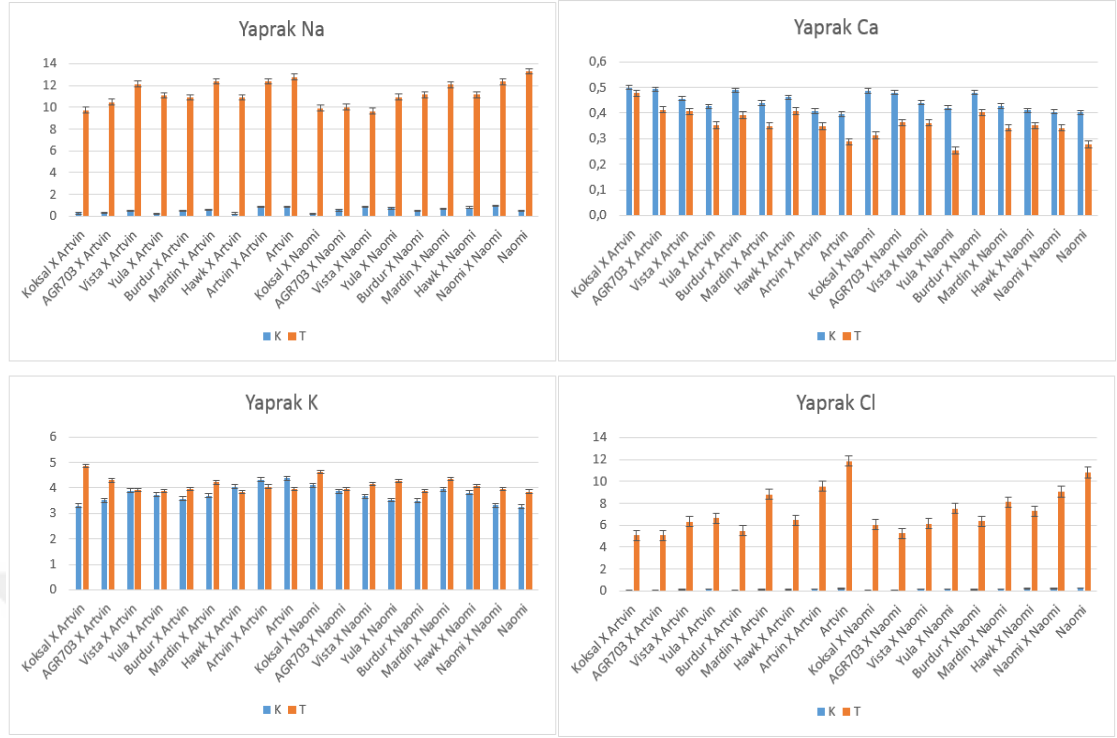 Yaprak Na
14
12
10
8
6
4
2
0
Koksal X Artvin
AGR703 X Artvin
Vista X Artvin
Yula X Artvin
Burdur X Artvin
Mardin X Artvin
Hawk X Artvin
Artvin X Artvin
Artvin
Koksal X Naomi
AGR703 X Naomi
Vista X Naomi
Yula X Naomi
Burdur X Naomi
Mardin X Naomi
Hawk X Naomi
Naomi X Naomi
Naomi
K T
Yaprak Ca
0,6
0,5
0,4
0,3
0,2
0,1
0,0
Koksal X Artvin
AGR703 X Artvin
Vista X Artvin
Yula X Artvin
Burdur X Artvin
Mardin X Artvin
Hawk X Artvin
Artvin X Artvin
Artvin
Koksal X Naomi
AGR703 X Naomi
Vista X Naomi
Yula X Naomi
Burdur X Naomi
Mardin X Naomi
Hawk X Naomi
Naomi X Naomi
Naomi
K T
Yaprak K
6
5
4
3
2
1
0
Koksal X Artvin
AGR703 X Artvin
Vista X Artvin
Yula X Artvin
Burdur X Artvin
Mardin X Artvin
Hawk X Artvin
Artvin X Artvin
Artvin
Koksal X Naomi
AGR703 X Naomi
Vista X Naomi
Yula X Naomi
Burdur X Naomi
Mardin X Naomi
Hawk X Naomi
Naomi X Naomi
Naomi
K T
Yaprak Cl
14
12
10
8
6
4
2
0
Koksal X Artvin
AGR703 X Artvin
Vista X Artvin
Yula X Artvin
Burdur X Artvin
Mardin X Artvin
Hawk X Artvin
Artvin X Artvin
Artvin
Koksal X Naomi
AGR703 X Naomi
Vista X Naomi
Yula X Naomi
Burdur X Naomi
Mardin X Naomi
Hawk X Naomi
Naomi X Naomi
Naomi
K T